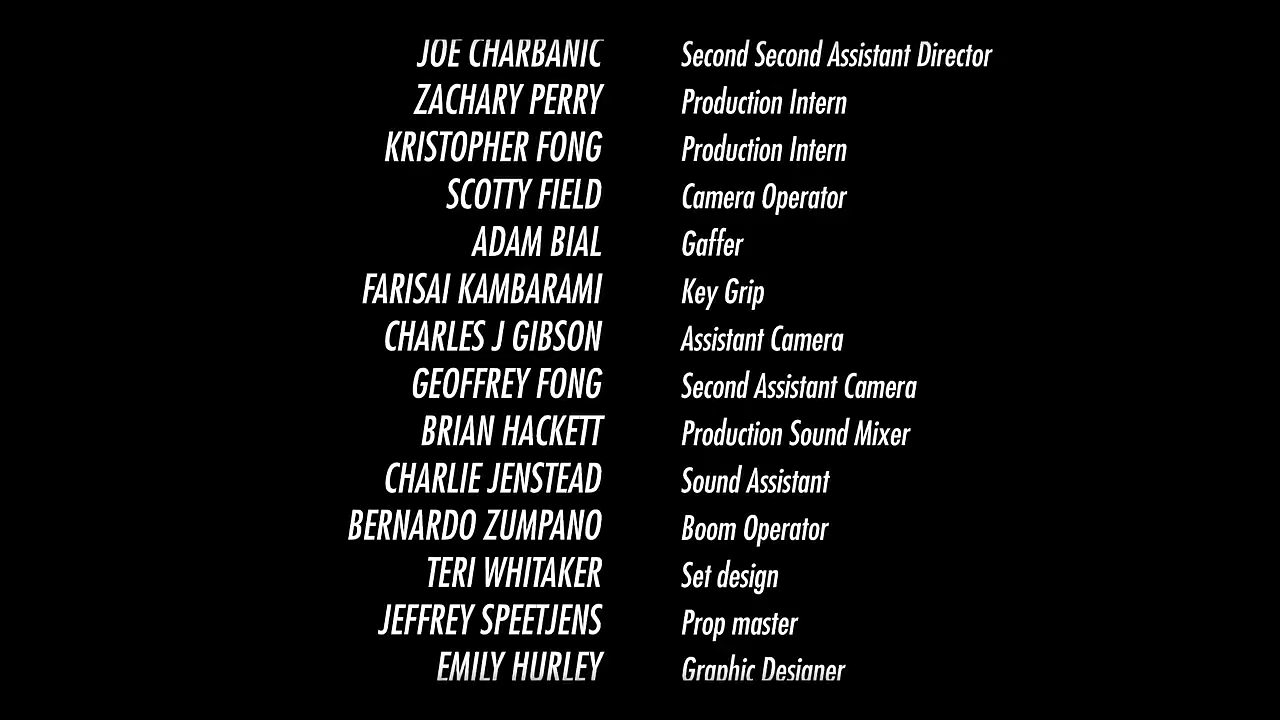 JOE CHARBANIC Second Second Assistant Director
ZACHARY PERRY Production Intern
KRISTOPHER FONG Production Intern
SCOTTY FIELD Camera Operator
ADAM BIAL Gaffer
FARISAI KAMBARAMI Key Grip
CHARLES J GIBSON Assistant Camera
GEOFFREY FONG Second Assistant Camera
BRIAN HACKETT Production Sound Mixer
CHARLIE JENSTEAD Sound Assistant
BERNARDO ZUMPANO Boom Operator
TERI WHITAKER Set design
JEFFREY SPEETJENS Prop master
EMILY HURLEY Graphic Designer